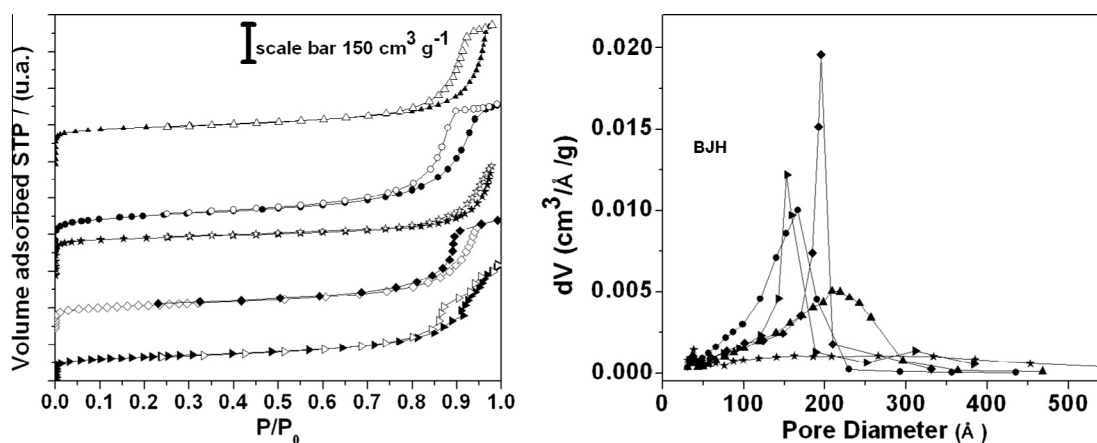 scale bar 150 cm³ g⁻¹
Volume adsorbed STP / (u.a.)
0.0 0.1 0.2 0.3 0.4 0.5 0.6 0.7 0.8 0.9 1.0
P/P₀
BJH
dV (cm³/Å/g)
0.020
0.015
0.010
0.005
0.000
0 100 200 300 400 500
Pore Diameter (Å)